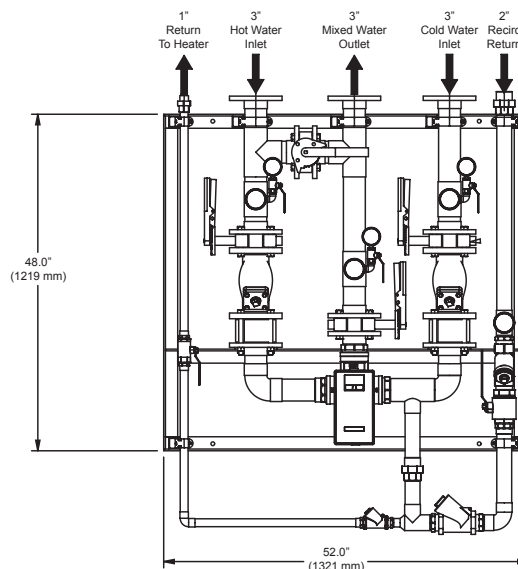 1"
Return
To Heater
3"
Hot Water
Inlet
3"
Mixed Water
Outlet
3"
Cold Water
Inlet
2"
Recirc
Return
48.0"
(1219 mm)
52.0"
(1321 mm)